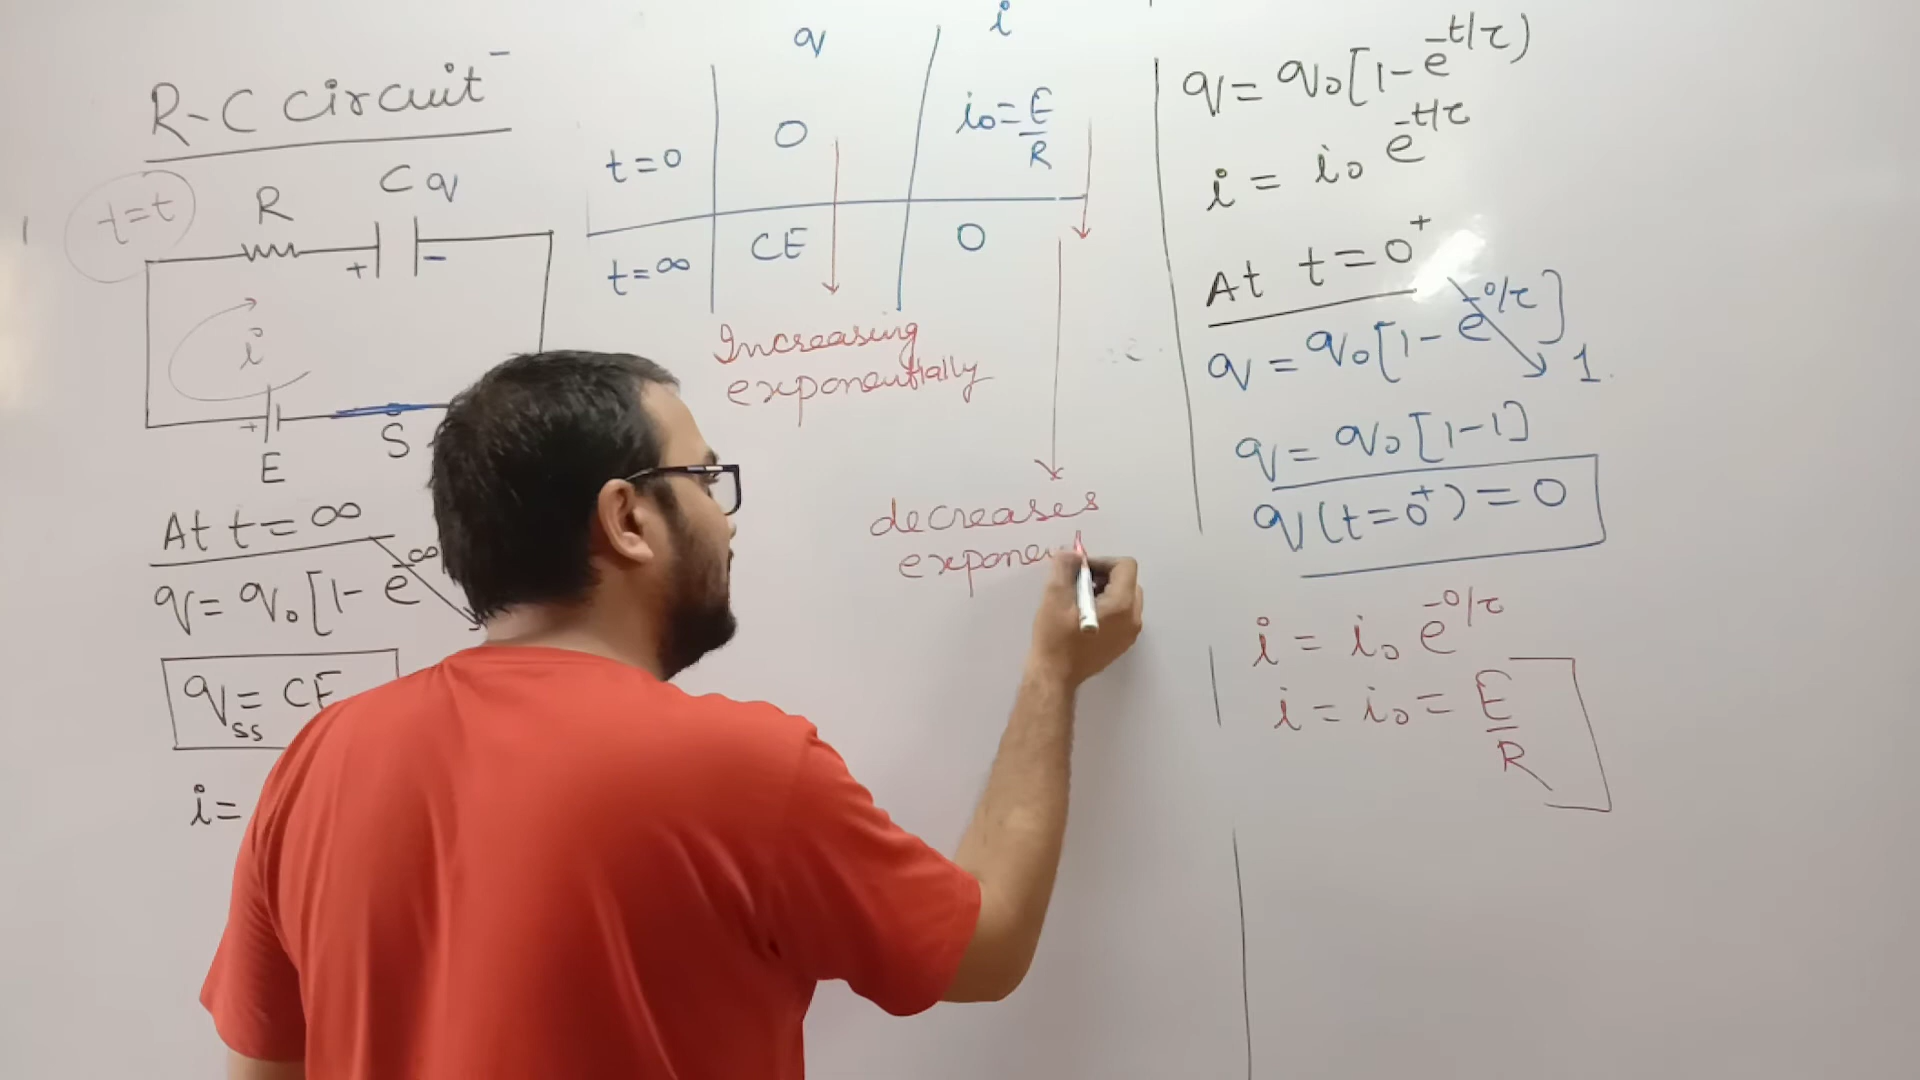 R-C circuit
t=t
R
C q
+
-
i
+
E
S
At t=∞
q=q₀[1-e^-∞
q_ss=CE
i=
q
i
t=0
0
i₀=E/R
t=∞
CE
0
Increasing
exponentially
decreases
exponen
q=q₀[1-e^-t/τ)
i=i₀ e^-t/τ
At t=0⁺
q=q₀[1-e^-0/τ]
1
q=q₀[1-1]
q(t=0⁺)=0
i=i₀ e^-0/τ
i=i₀=E/R